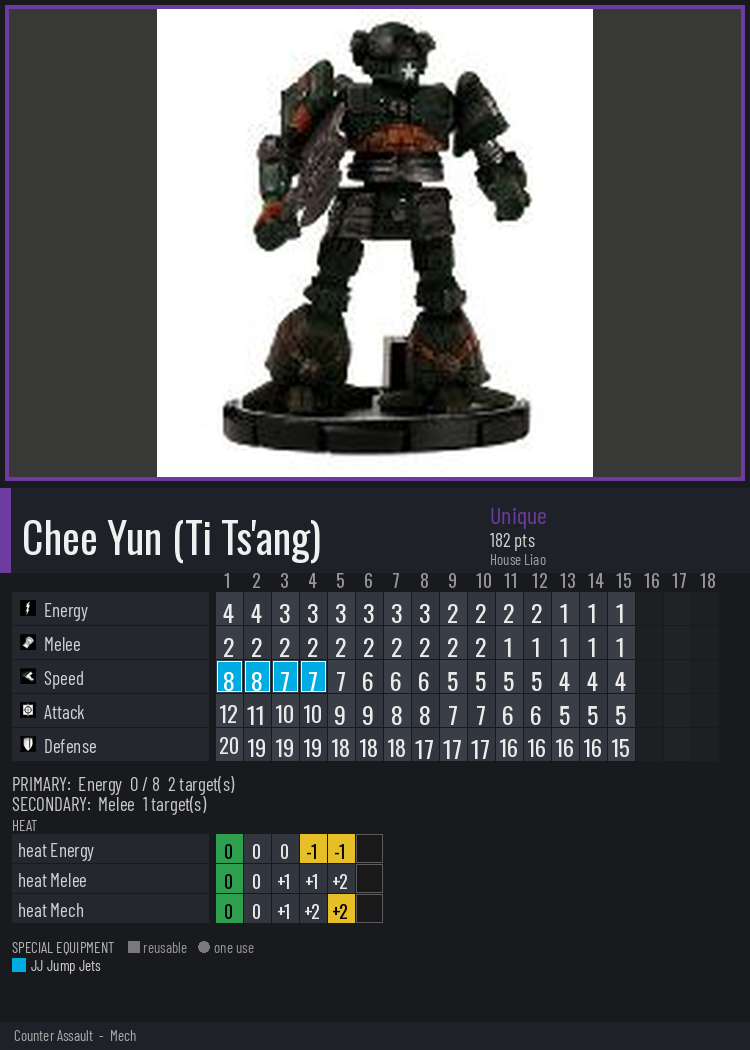 Chee Yun (Ti Ts'ang)
Unique
182 pts
House Liao
1 2 3 4 5 6 7 8 9 10 11 12 13 14 15 16 17 18
Energy 4 4 3 3 3 3 3 3 2 2 2 2 1 1 1
Melee 2 2 2 2 2 2 2 2 2 2 1 1 1 1 1
Speed 8 8 7 7 7 6 6 6 5 5 5 5 4 4 4
Attack 12 11 10 10 9 9 8 8 7 7 6 6 5 5 5
Defense 20 19 19 19 18 18 18 17 17 17 16 16 16 16 15
PRIMARY: Energy 0 / 8 2 target(s)
SECONDARY: Melee 1 target(s)
HEAT
heat Energy 0 0 0 -1 -1
heat Melee 0 0 +1 +1 +2
heat Mech 0 0 +1 +2 +2
SPECIAL EQUIPMENT reusable one use
JJ Jump Jets
Counter Assault - Mech